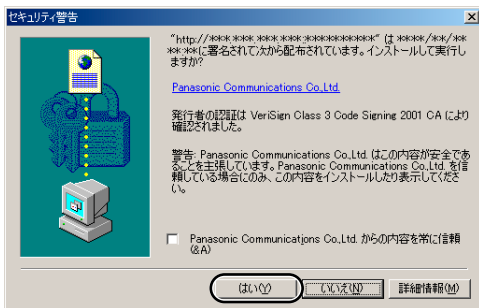 セキュリティ警告
"http://***.***.***.***:**********" は ****/**/**
**:**に署名されて次から配布されています。インストールして実行し
ますか?
Panasonic Communications Co.,Ltd.
発行者の認証は VeriSign Class 3 Code Signing 2001 CA により
確認されました。
警告: Panasonic Communications Co.,Ltd. はこの内容が安全であ
ることを主張しています。Panasonic Communications Co.,Ltd. を信
頼している場合にのみ、この内容をインストールしたり表示してくださ
い。
Panasonic Communications Co.,Ltd. からの内容を常に信頼
(&A)
はい(Y)
いいえ(N)
詳細情報(M)